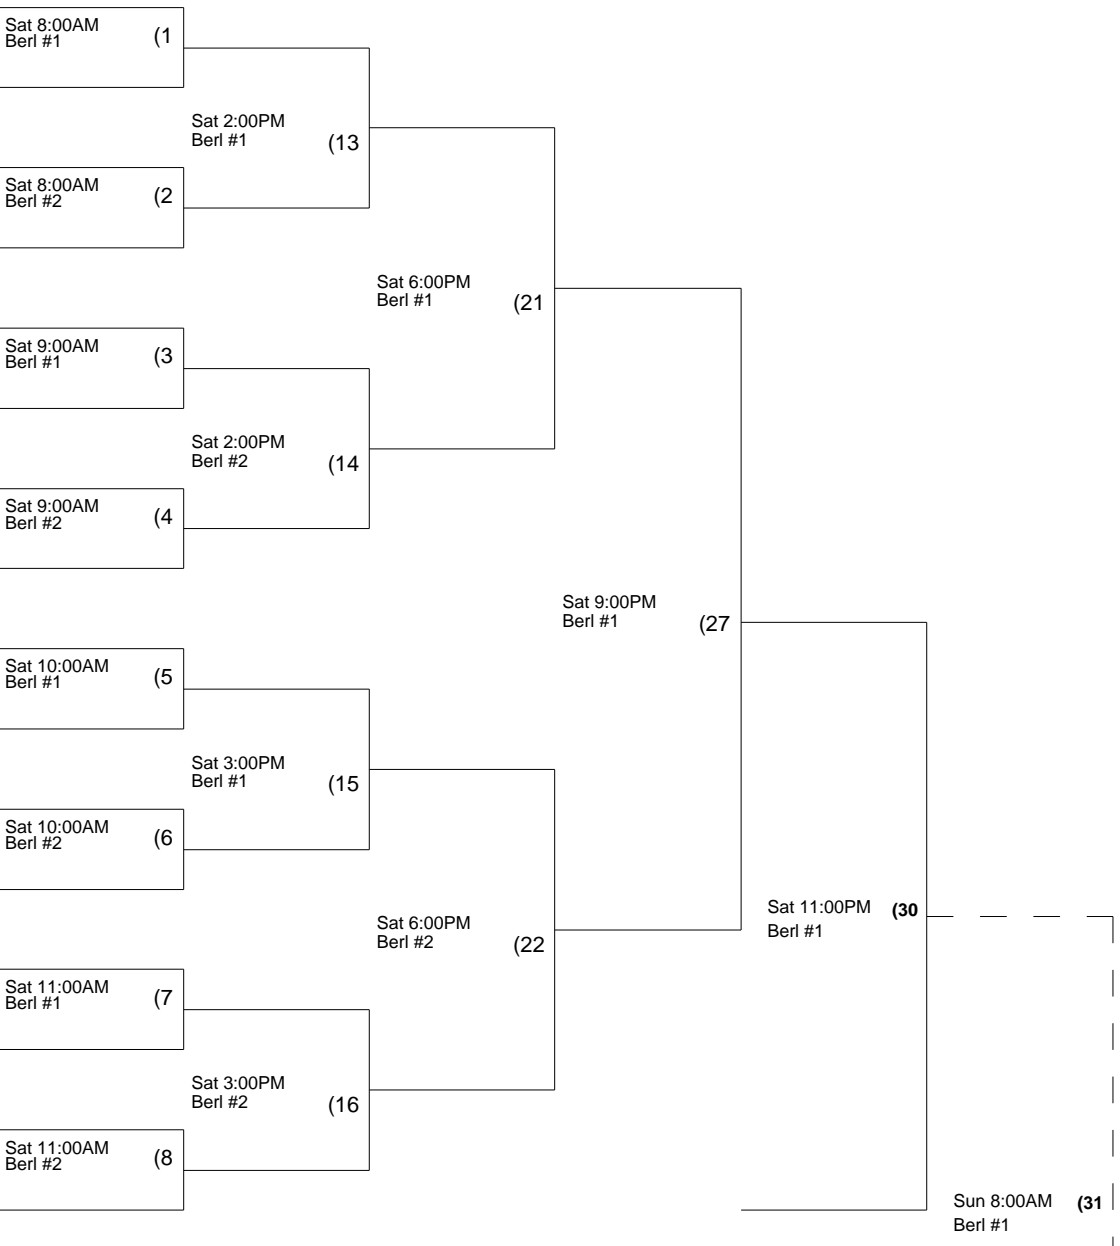 Sat 8:00AM
Berl #1
(1
Sat 2:00PM
Berl #1
(13
Sat 8:00AM
Berl #2
(2
Sat 6:00PM
Berl #1
(21
Sat 9:00AM
Berl #1
(3
Sat 2:00PM
Berl #2
(14
Sat 9:00AM
Berl #2
(4
Sat 9:00PM
Berl #1
(27
Sat 10:00AM
Berl #1
(5
Sat 3:00PM
Berl #1
(15
Sat 10:00AM
Berl #2
(6
Sat 11:00PM
Berl #1
(30
Sat 6:00PM
Berl #2
(22
Sat 11:00AM
Berl #1
(7
Sat 3:00PM
Berl #2
(16
Sat 11:00AM
Berl #2
(8
Sun 8:00AM
Berl #1
(31